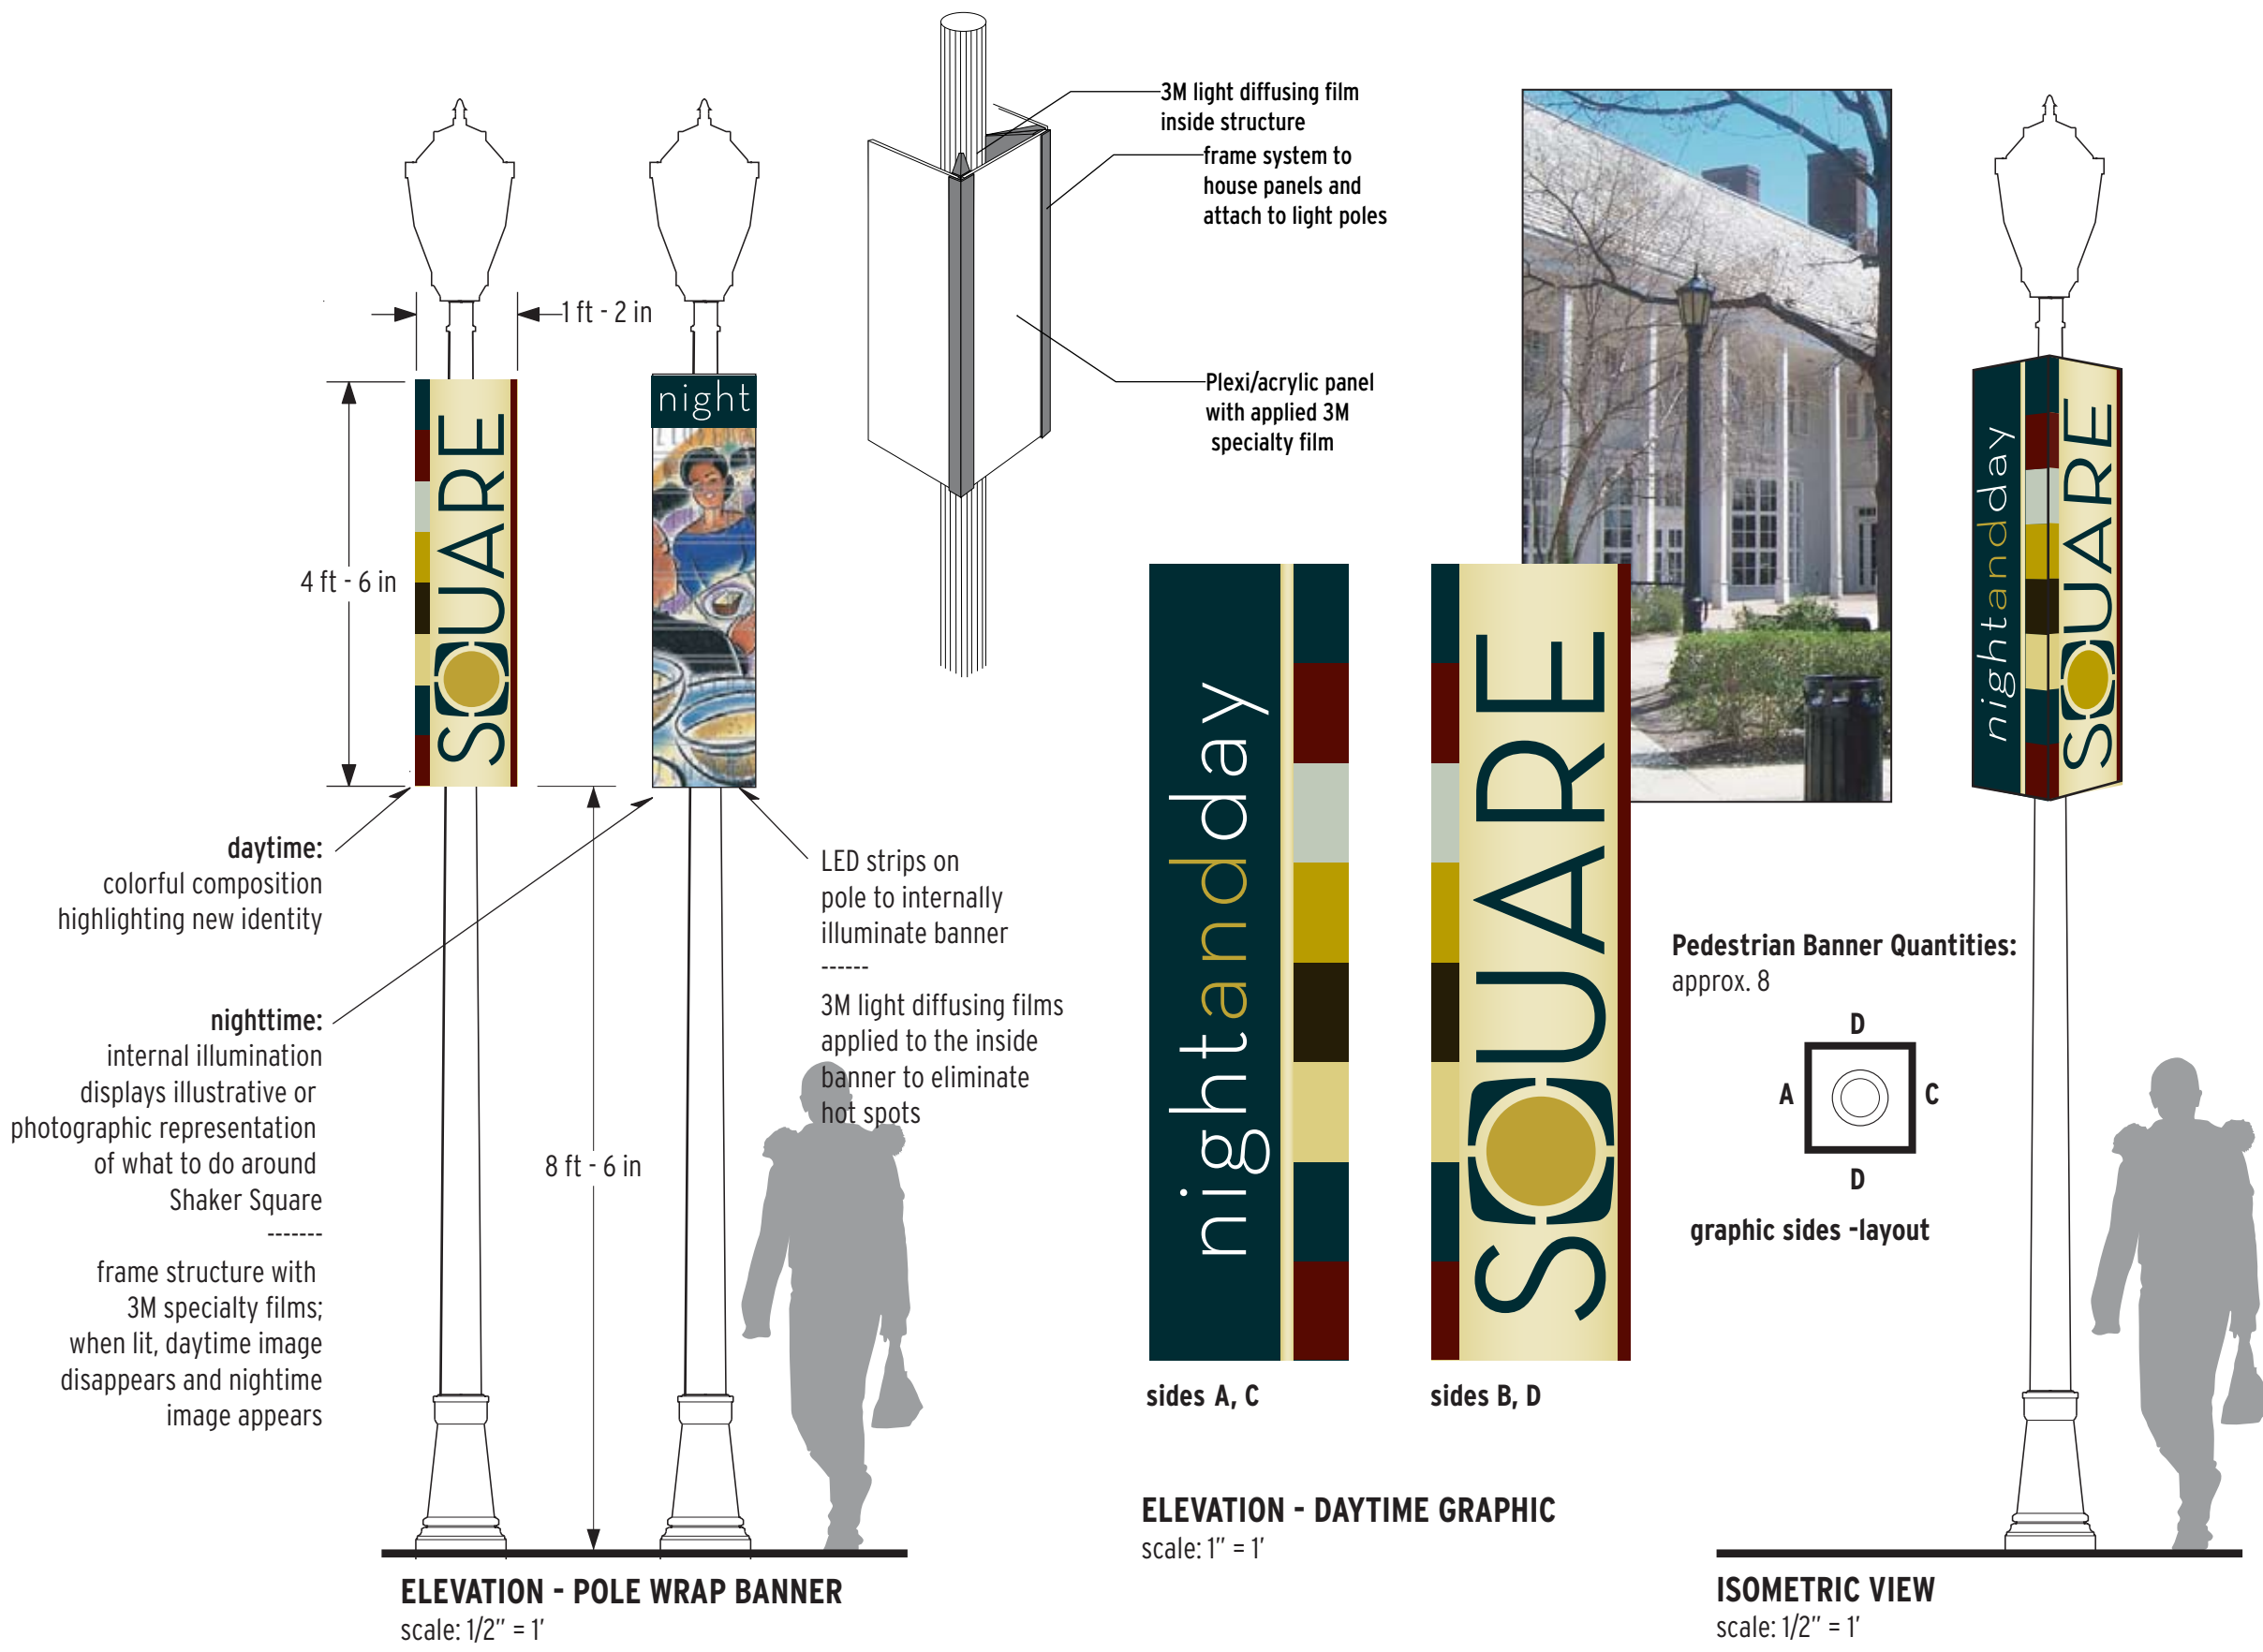 3M light diffusing film
inside structure
frame system to
house panels and
attach to light poles
1 ft - 2 in
Plexi/acrylic panel
with applied 3M
specialty film
night
SQUARE
4 ft - 6 in
daytime:
colorful composition
highlighting new identity
nighttime:
internal illumination
displays illustrative or
photographic representation
of what to do around
Shaker Square
-------
frame structure with
3M specialty films;
when lit, daytime image
disappears and nightime
image appears
8 ft - 6 in
LED strips on
pole to internally
illuminate banner
------
3M light diffusing films
applied to the inside
banner to eliminate
hot spots
ELEVATION - POLE WRAP BANNER
scale: 1/2" = 1'
nightandday
SQUARE
sides A, C
sides B, D
ELEVATION - DAYTIME GRAPHIC
scale: 1" = 1'
Pedestrian Banner Quantities:
approx. 8
D
A
C
D
graphic sides -layout
nightandday
SQUARE
ISOMETRIC VIEW
scale: 1/2" = 1'